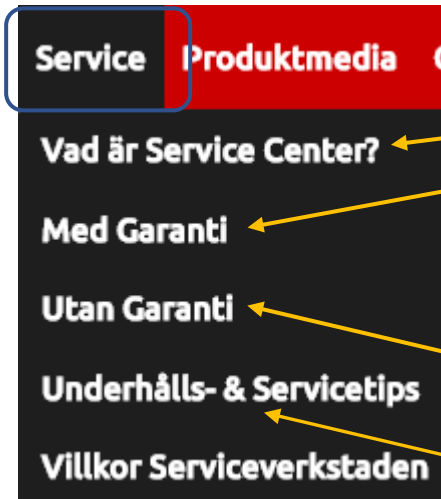 Service Produktmedia
Vad är Service Center?
Med Garanti
Utan Garanti
Underhålls- & Servicetips
Villkor Serviceverkstaden